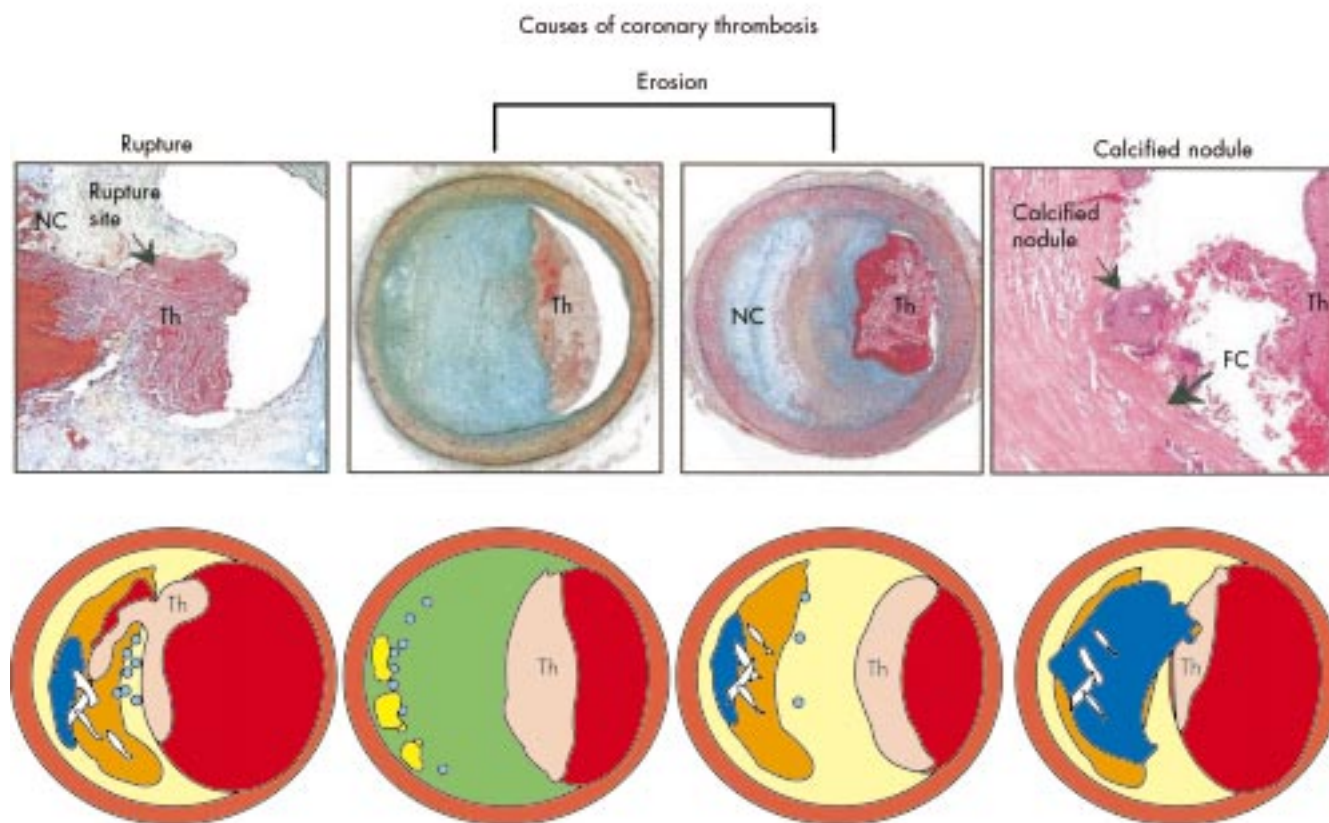 Causes of coronary thrombosis
Erosion
Rupture
Calcified nodule
Rupture
site
NC
Th
Th
NC
Th
Calcified
nodule
Th
FC
Th
Th
Th
Th